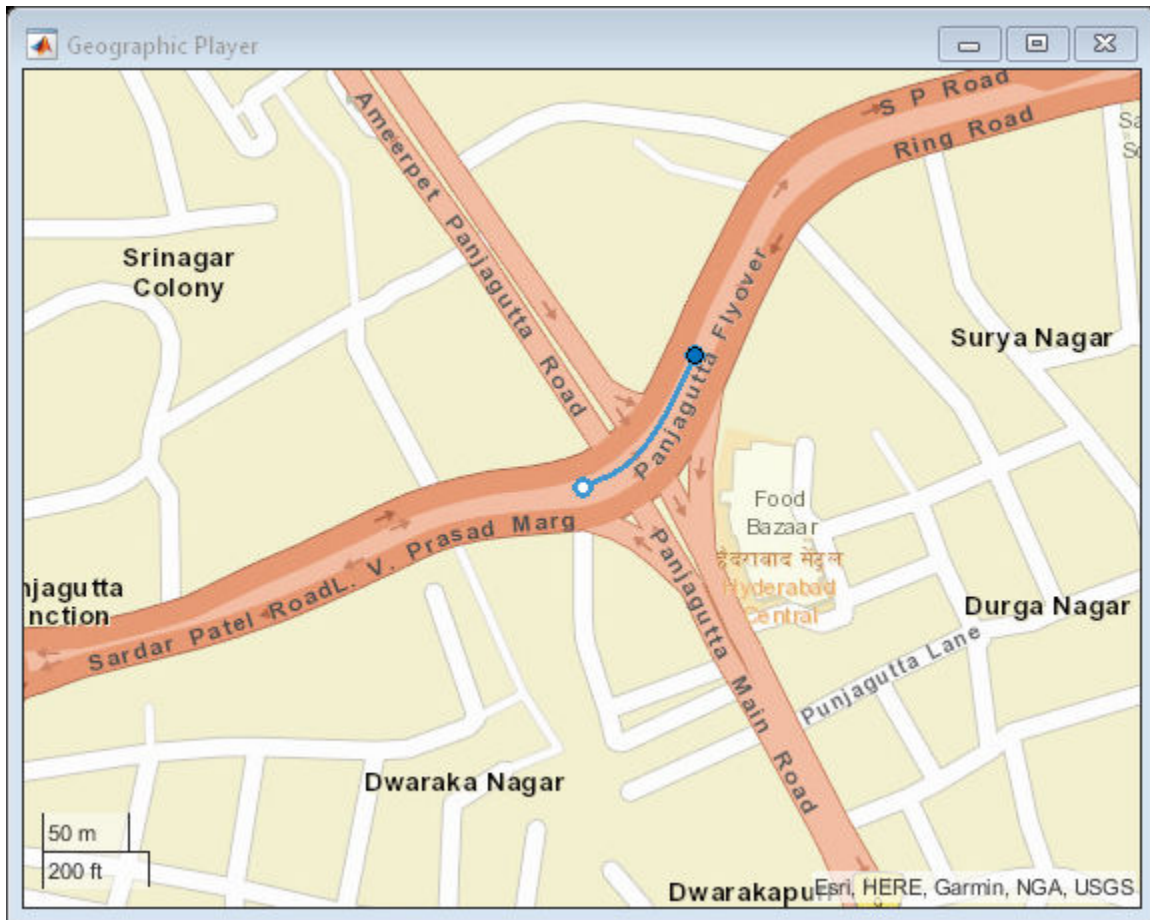 Geographic Player
S P Road
Ring Road
Sa
Ameerpet Panjagutta Road
Srinagar
Colony
Panjagutta Flyover
Surya Nagar
Food
Bazaar
हैदराबाद सेंट्रल
Hyderabad
Central
L. V. Prasad Marg
Sardar Patel Road
njagutta
nction
Panjagutta Main Road
Durga Nagar
Punjagutta Lane
Dwaraka Nagar
50 m
200 ft
Dwarakapu
Esri, HERE, Garmin, NGA, USGS